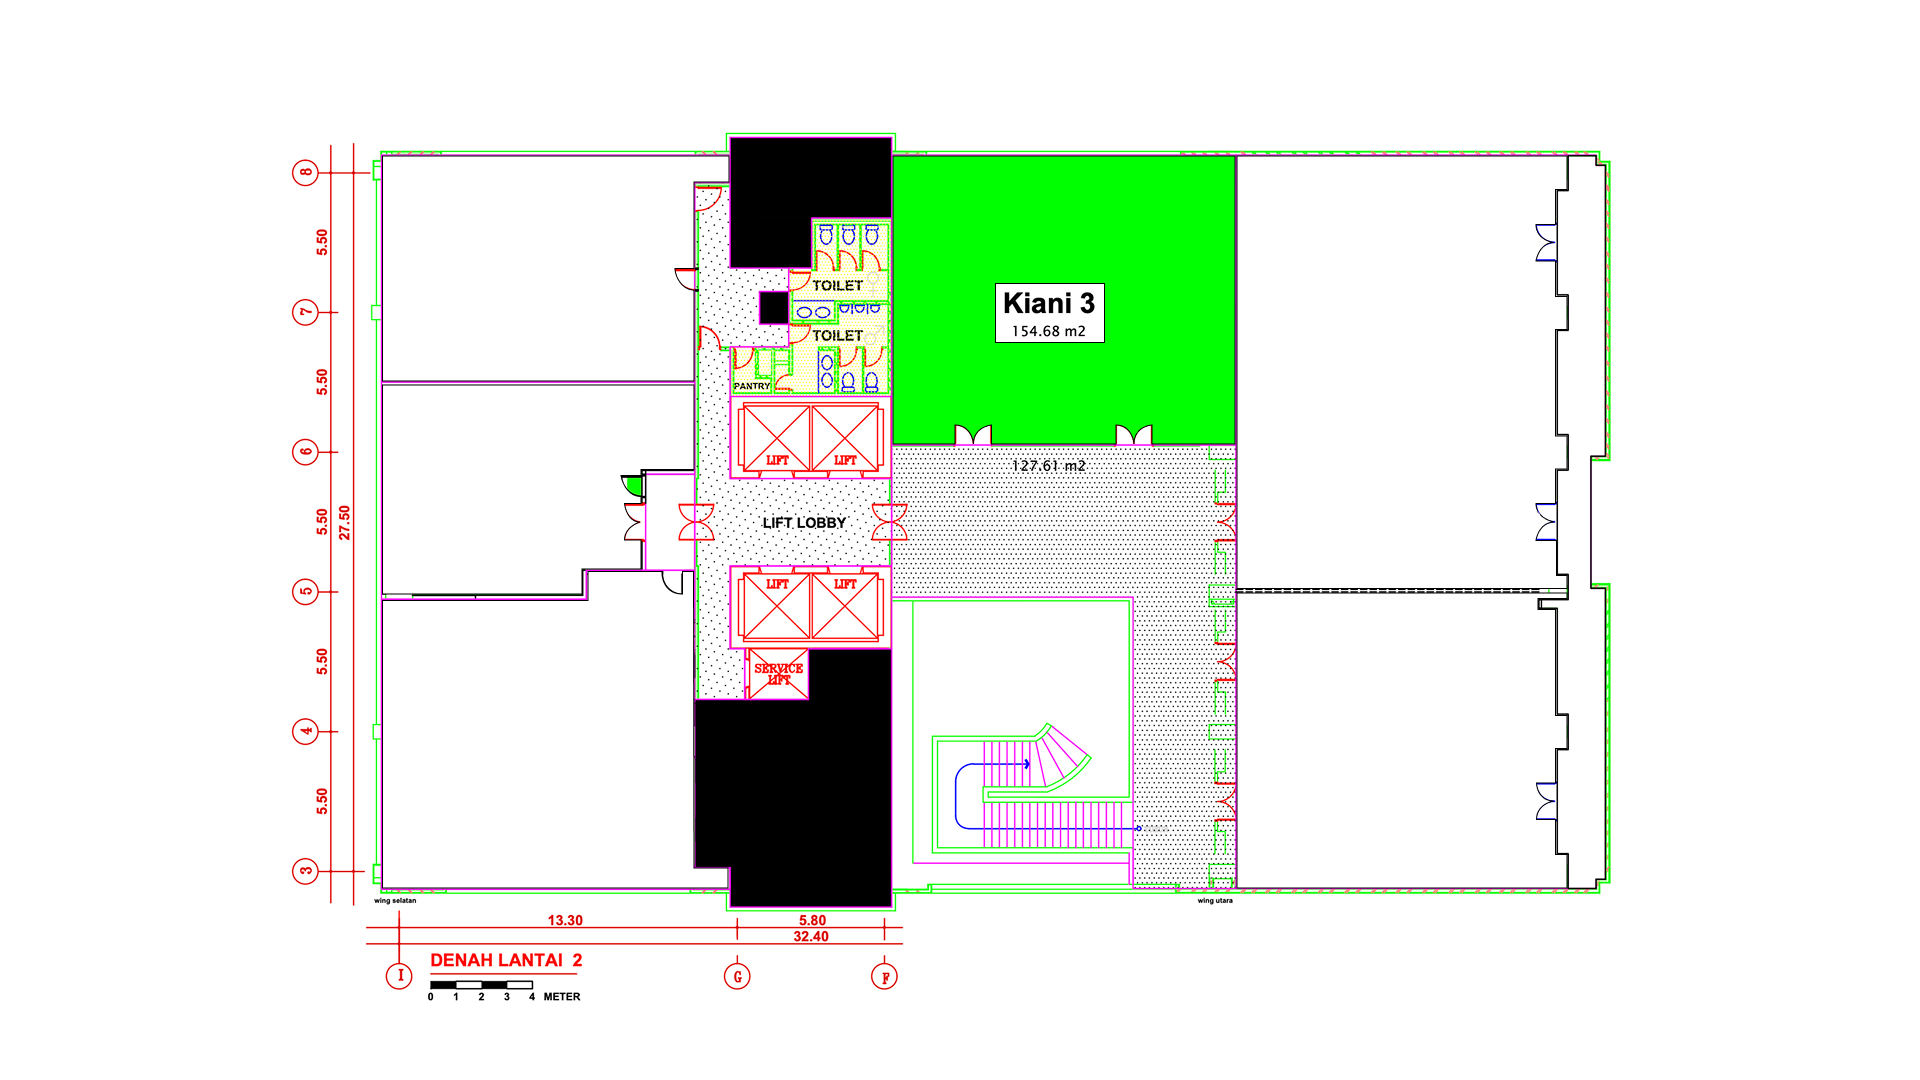 8
7
6
5
4
3
5.50
5.50
5.50
5.50
5.50
27.50
TOILET
TOILET
PANTRY
Kiani 3
154.68 m2
127.61 m2
LIFT LIFT
LIFT LOBBY
LIFT LIFT
SERVICE
LIFT
wing selatan
wing utara
13.30 5.80
32.40
I G F
DENAH LANTAI 2
0 1 2 3 4 METER